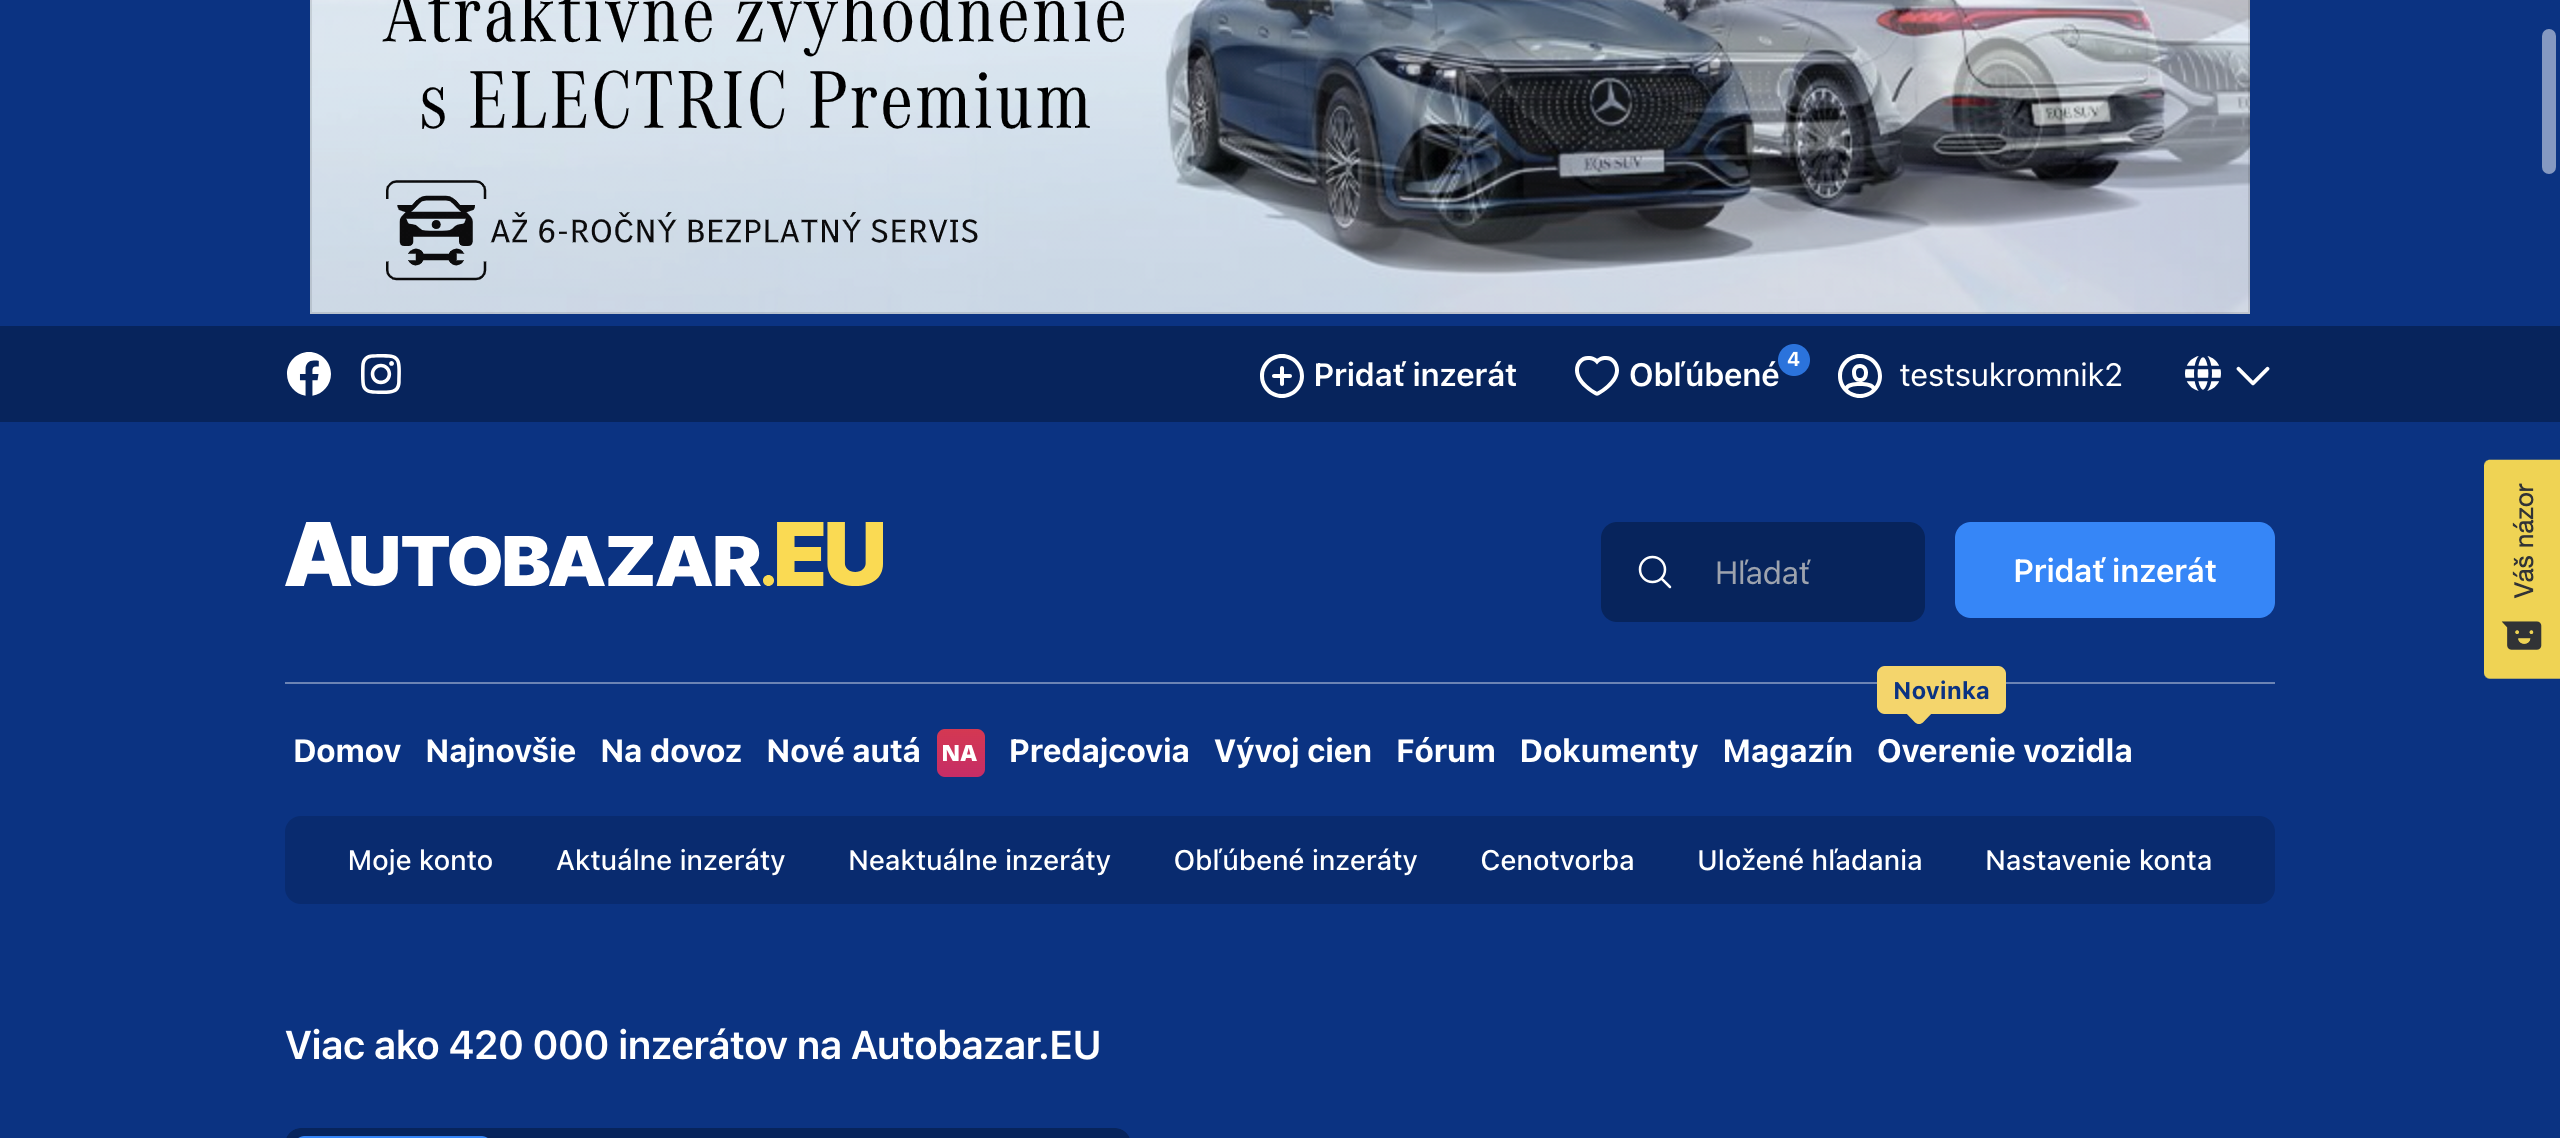 Atraktívne zvýhodnenie
s ELECTRIC Premium
AŽ 6-ROČNÝ BEZPLATNÝ SERVIS
EQS SUV
EQE SUV
Pridať inzerát
Obľúbené 4
testsukromnik2
AUTOBAZAR.EU
Hľadať
Pridať inzerát
Váš názor
Novinka
Domov Najnovšie Na dovoz Nové autá NA Predajcovia Vývoj cien Fórum Dokumenty Magazín Overenie vozidla
Moje konto Aktuálne inzeráty Neaktuálne inzeráty Obľúbené inzeráty Cenotvorba Uložené hľadania Nastavenie konta
Viac ako 420 000 inzerátov na Autobazar.EU